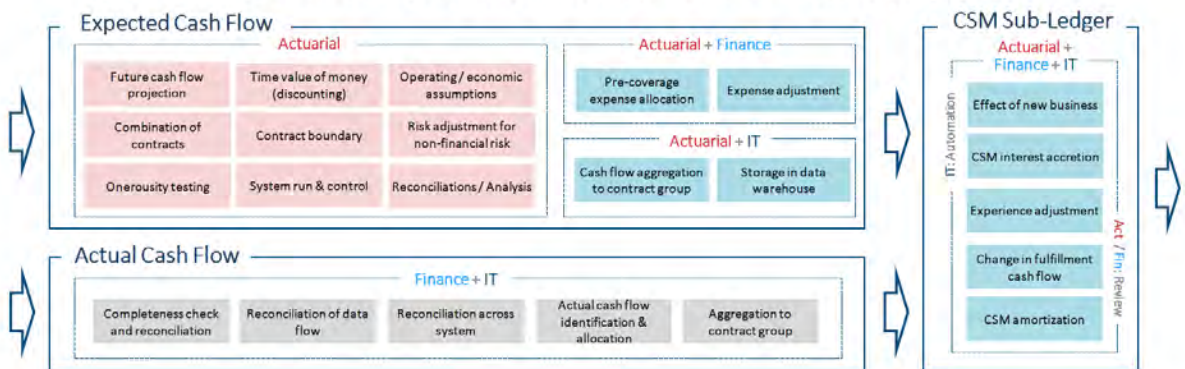 Expected Cash Flow
Actuarial
Future cash flow
projection
Time value of money
(discounting)
Operating / economic
assumptions
Combination of
contracts
Contract boundary
Risk adjustment for
non-financial risk
Onerousity testing
System run & control
Reconciliations / Analysis
Actuarial + Finance
Pre-coverage
expense allocation
Expense adjustment
Actuarial + IT
Cash flow aggregation
to contract group
Storage in data
warehouse
Actual Cash Flow
Finance + IT
Completeness check
and reconciliation
Reconciliation of data
flow
Reconciliation across
system
Actual cash flow
identification &
allocation
Aggregation to
contract group
CSM Sub-Ledger
Actuarial +
Finance + IT
IT: Automation
Effect of new business
CSM interest accretion
Experience adjustment
Change in fulfillment
cash flow
CSM amortization
Act / Fin: Review